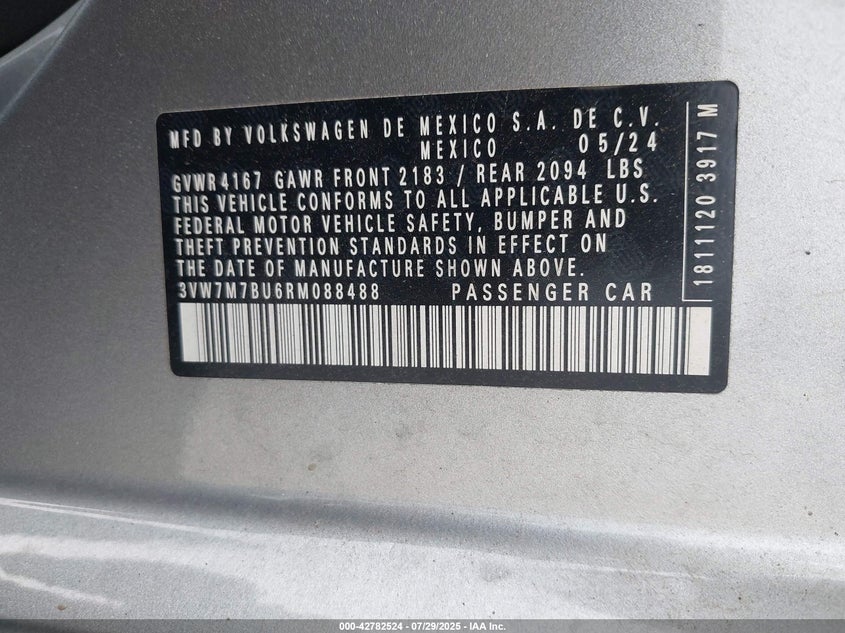 MFD BY VOLKSWAGEN DE MEXICO S.A. DE C.V.
MEXICO 05/24
GVWR 4167 GAWR FRONT 2183 / REAR 2094 LBS
THIS VEHICLE CONFORMS TO ALL APPLICABLE U.S.
FEDERAL MOTOR VEHICLE SAFETY, BUMPER AND
THEFT PREVENTION STANDARDS IN EFFECT ON
THE DATE OF MANUFACTURE SHOWN ABOVE.
3VW7M7BU6RM088488 PASSENGER CAR
1811120 3917 M
000-42782524 / 07/29/2025 - IAA Inc.